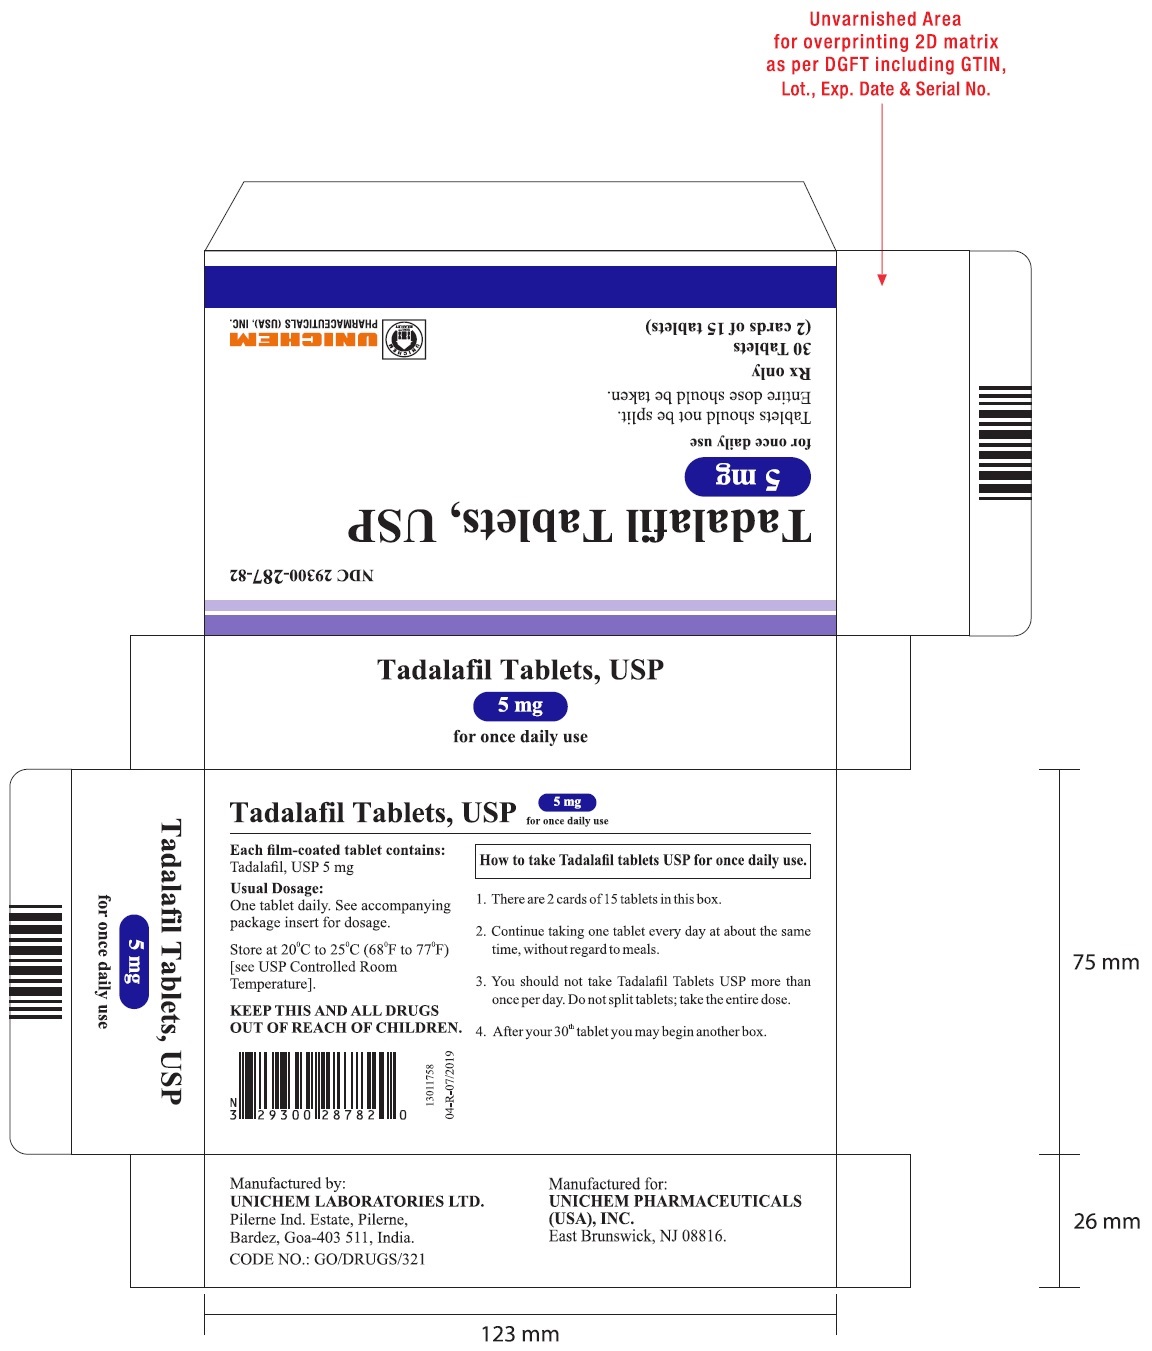 Unvarnished Area
for overprinting 2D matrix
as per DGFT including GTIN,
Lot., Exp. Date & Serial No.
NDC 29300-287-82
Tadalafil Tablets, USP
5 mg
for once daily use
Tablets should not be split.
Entire dose should be taken.
Rx only
30 Tablets
(2 cards of 15 tablets)
UNICHEM
PHARMACEUTICALS (USA), INC.
Tadalafil Tablets, USP
5 mg
for once daily use
Tadalafil Tablets, USP
5 mg
for once daily use
Tadalafil Tablets, USP
5 mg
for once daily use
Each film-coated tablet contains:
Tadalafil, USP 5 mg
Usual Dosage:
One tablet daily. See accompanying
package insert for dosage.
Store at 20⁰C to 25⁰C (68⁰F to 77⁰F)
[see USP Controlled Room
Temperature].
KEEP THIS AND ALL DRUGS
OUT OF REACH OF CHILDREN.
N
3 29300 28782 0
13011758
04-R-07/2019
How to take Tadalafil tablets USP for once daily use.
1. There are 2 cards of 15 tablets in this box.
2. Continue taking one tablet every day at about the same
time, without regard to meals.
3. You should not take Tadalafil Tablets USP more than
once per day. Do not split tablets; take the entire dose.
4. After your 30th tablet you may begin another box.
Manufactured by:
UNICHEM LABORATORIES LTD.
Pilerne Ind. Estate, Pilerne,
Bardez, Goa-403 511, India.
CODE NO.: GO/DRUGS/321
Manufactured for:
UNICHEM PHARMACEUTICALS
(USA), INC.
East Brunswick, NJ 08816.
75 mm
26 mm
123 mm